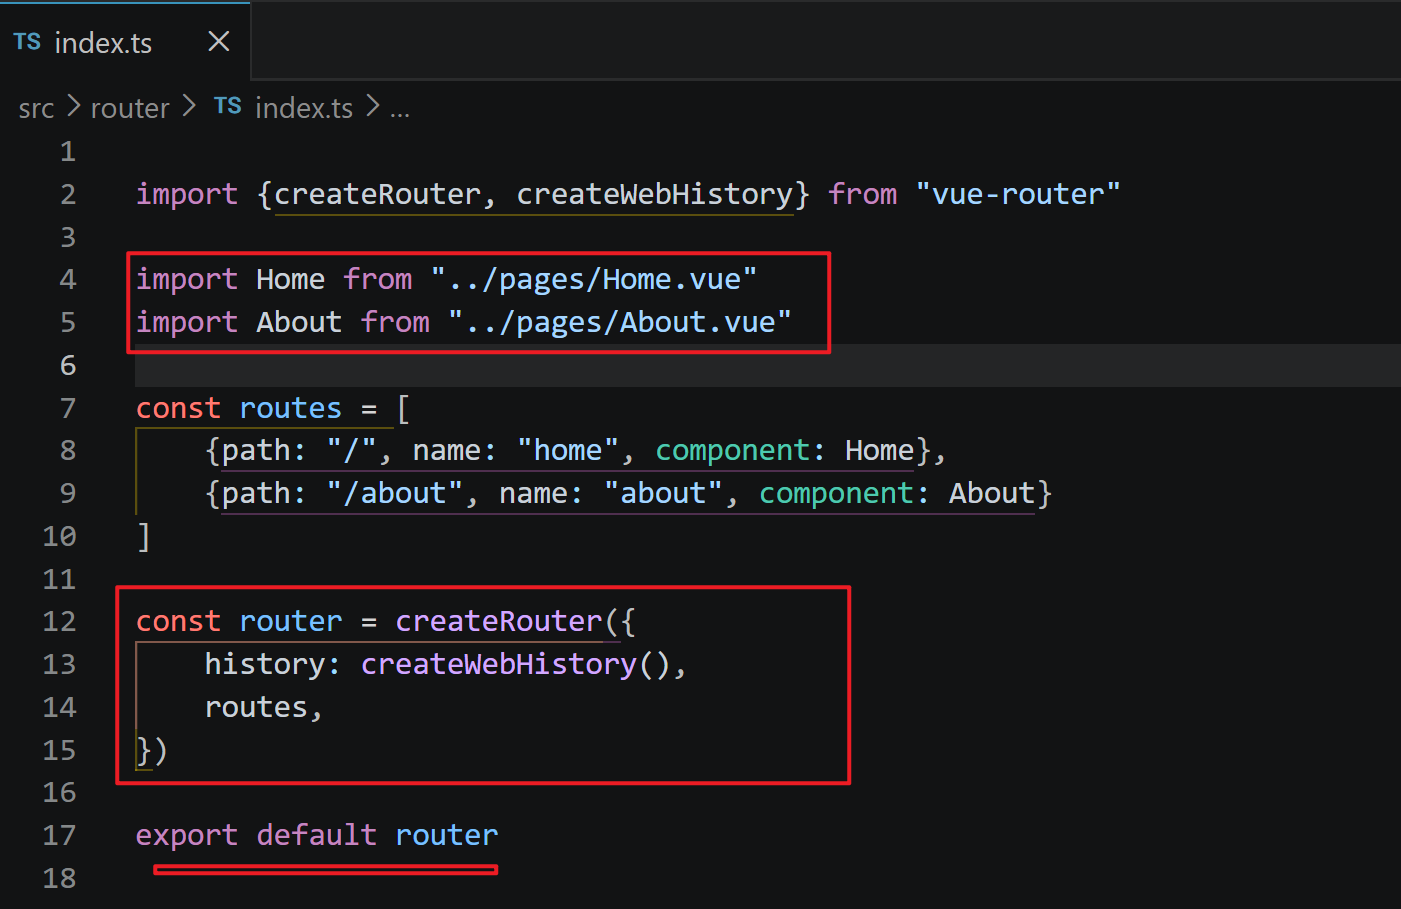 TS index.ts
src > router > TS index.ts > ...
1
2 import {createRouter, createWebHistory} from "vue-router"
3
4 import Home from "../pages/Home.vue"
5 import About from "../pages/About.vue"
6
7 const routes = [
8     {path: "/", name: "home", component: Home},
9     {path: "/about", name: "about", component: About}
10 ]
11
12 const router = createRouter({
13     history: createWebHistory(),
14     routes,
15 })
16
17 export default router
18